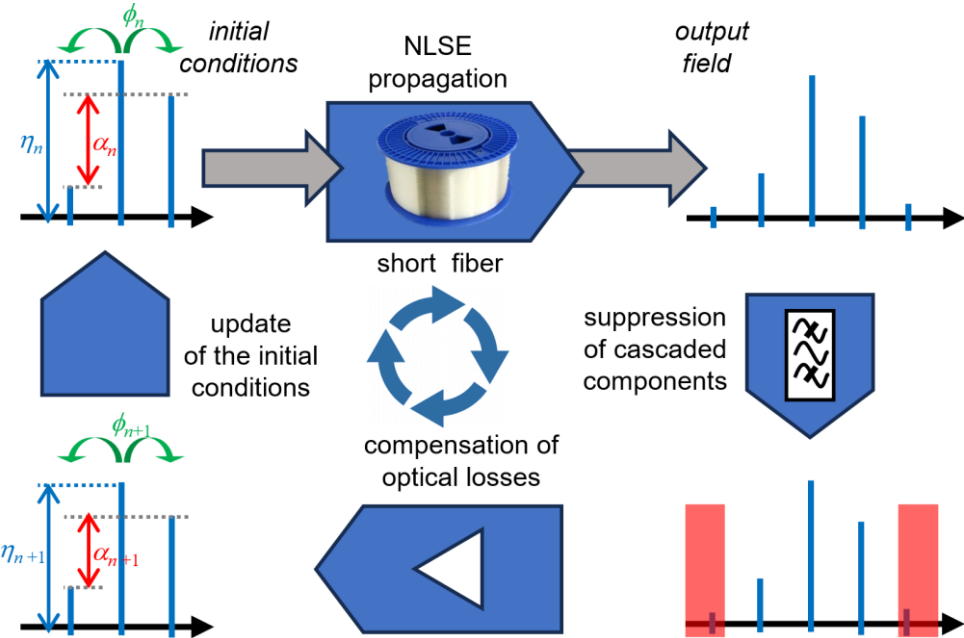 ϕn
initial
conditions
NLSE
propagation
output
field
ηn
αn
short fiber
update
of the initial
conditions
suppression
of cascaded
components
compensation of
optical losses
ϕn+1
ηn+1
αn+1